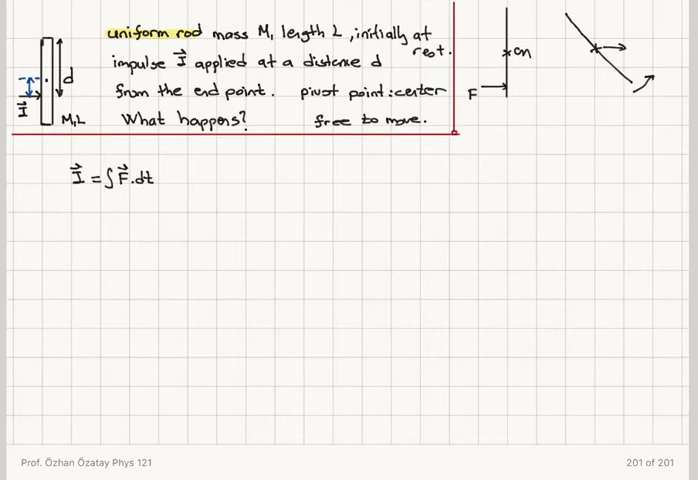 uniform rod mass M, length L, initially at rest.
impulse I⃗ applied at a distance d
from the end point. pivot point: center
What happens? free to move.
d
I⃗
M,L
cm
F
I⃗ = ∫F⃗.dt
Prof. Özhan Özatay Phys 121
201 of 201